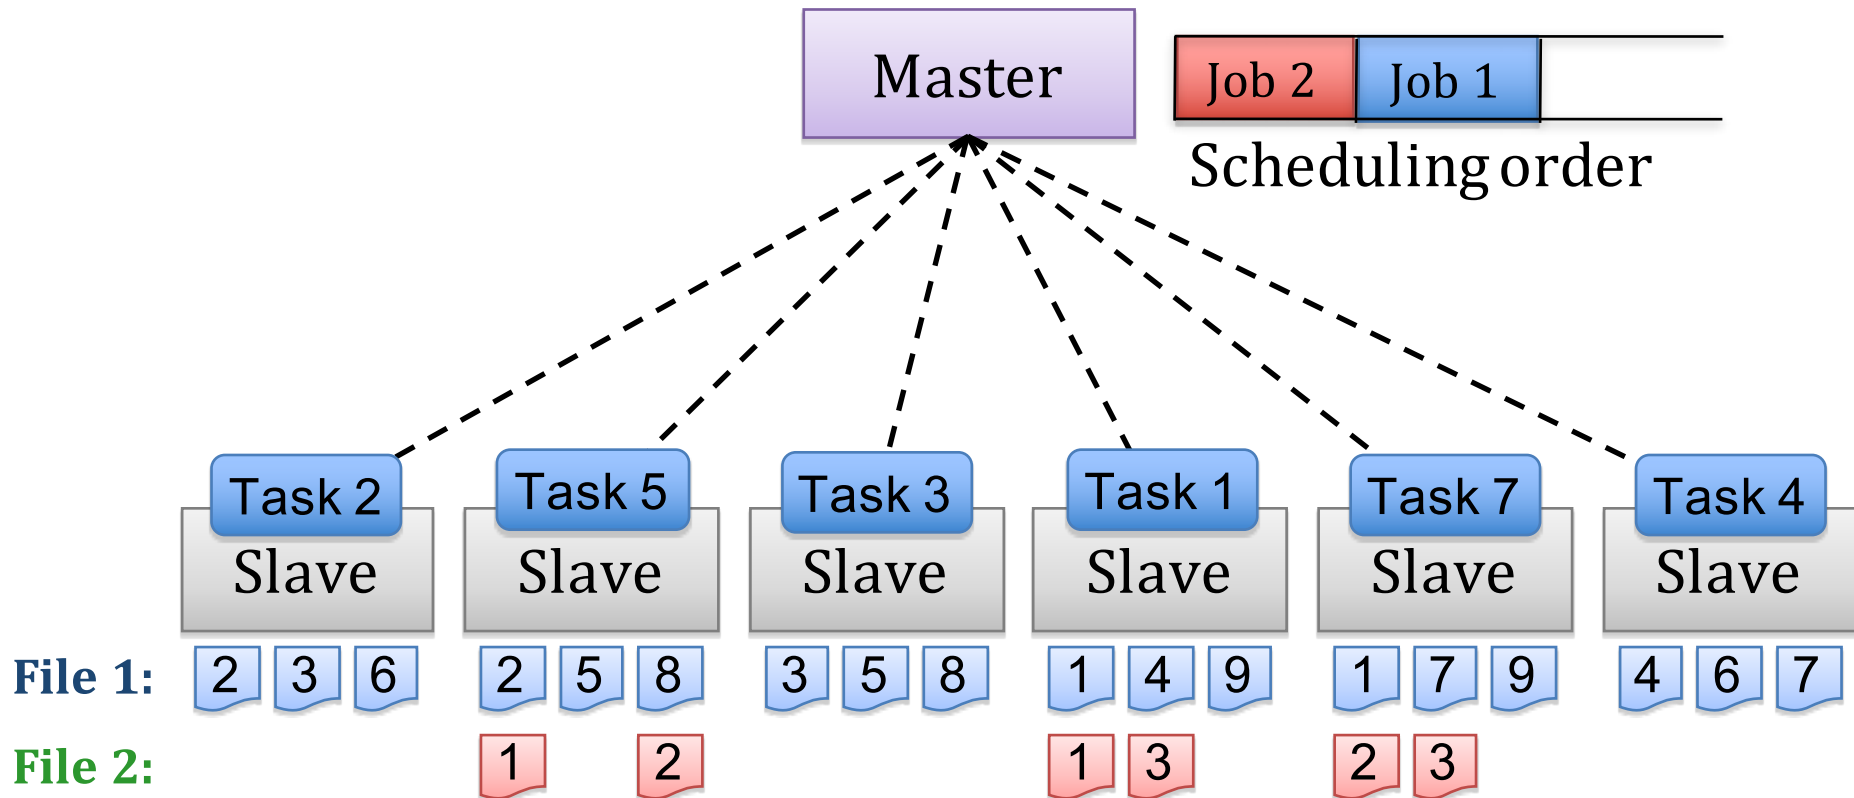 Master
Job 2 Job 1
Scheduling order
Task 2 Task 5 Task 3 Task 1 Task 7 Task 4
Slave Slave Slave Slave Slave Slave
File 1: 2 3 6 2 5 8 3 5 8 1 4 9 1 7 9 4 6 7
File 2: 1 2 1 3 2 3